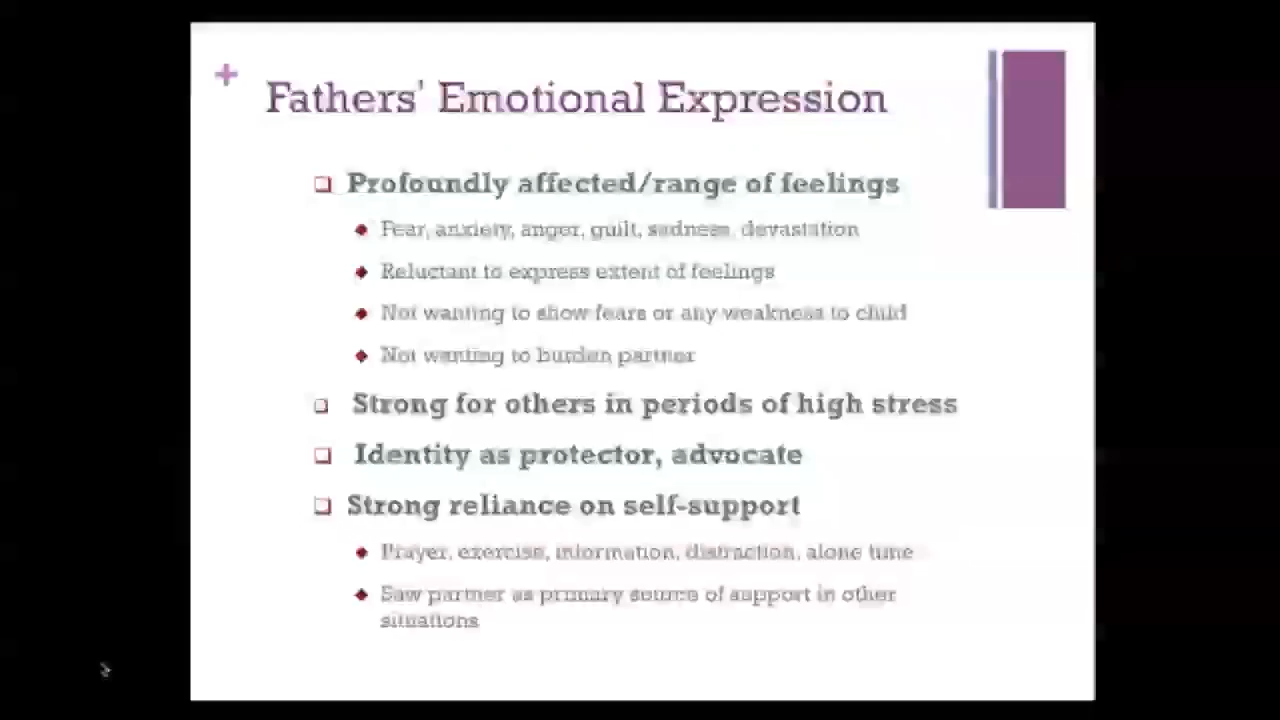 +
Fathers' Emotional Expression
Profoundly affected/range of feelings
Fear, anxiety, anger, guilt, sadness, devastation
Reluctant to express extent of feelings
Not wanting to show fears or any weakness to child
Not wanting to burden partner
Strong for others in periods of high stress
Identity as protector, advocate
Strong reliance on self-support
Prayer, exercise, information, distraction, alone time
Saw partner as primary source of support in other
situations